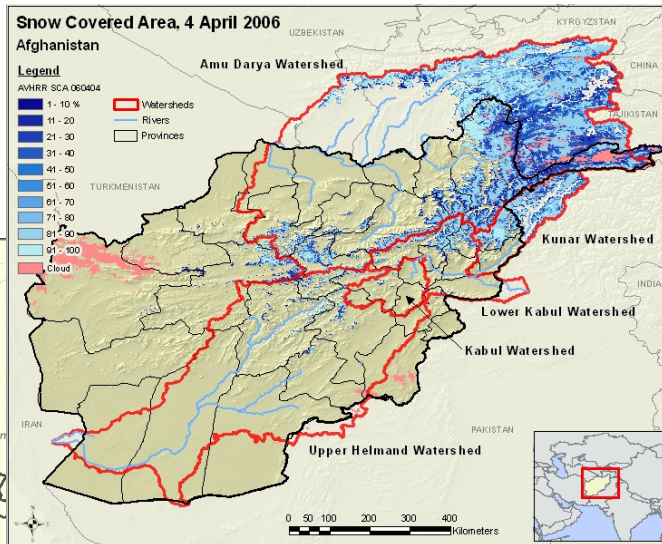 Snow Covered Area, 4 April 2006
Afghanistan
Legend
AVHRR SCA 060404
1 - 10 %
11 - 20
21 - 30
31 - 40
41 - 50
51 - 60
61 - 70
71 - 80
81 - 90
91 - 100
Cloud
Watersheds
Rivers
Provinces
UZBEKISTAN
KYRGYZSTAN
Amu Darya Watershed
CHINA
TAJIKISTAN
TURKMENISTAN
Kunar Watershed
INDIA
Lower Kabul Watershed
Kabul Watershed
IRAN
PAKISTAN
Upper Helmand Watershed
0 50 100 200 300 400
Kilometers
N